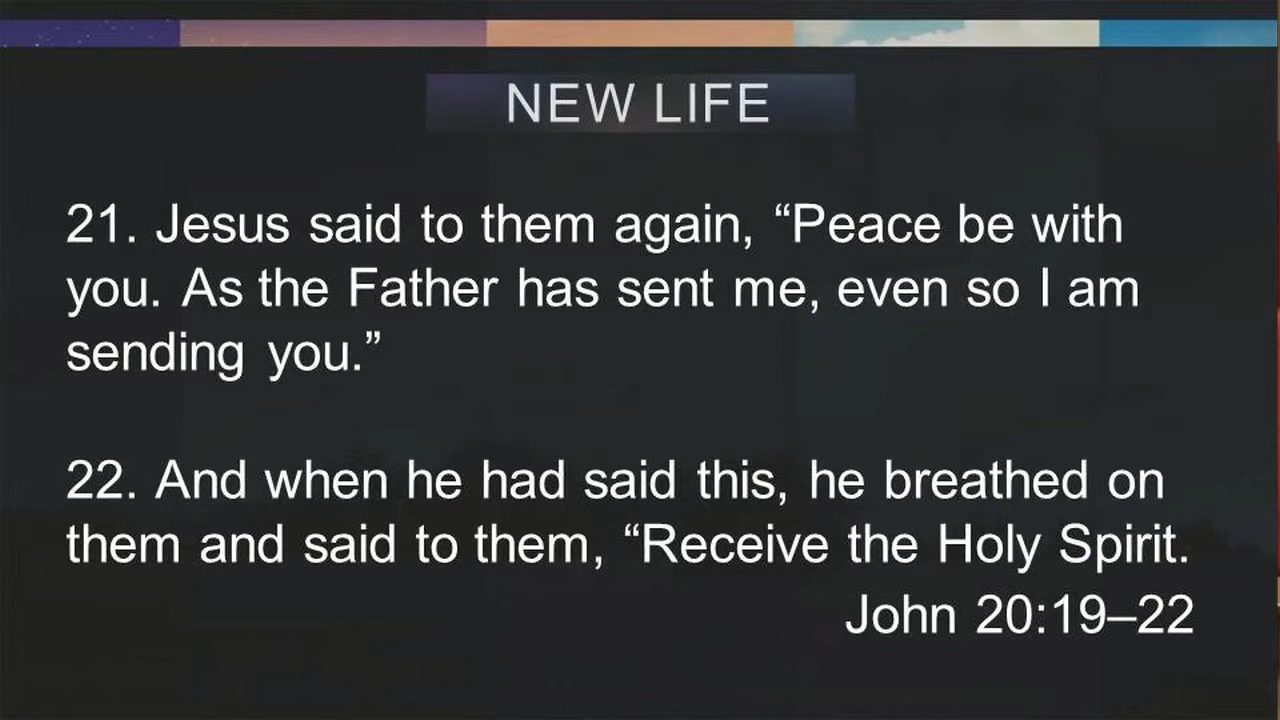 NEW LIFE
21. Jesus said to them again, “Peace be with
you. As the Father has sent me, even so I am
sending you.”
22. And when he had said this, he breathed on
them and said to them, “Receive the Holy Spirit.
John 20:19–22